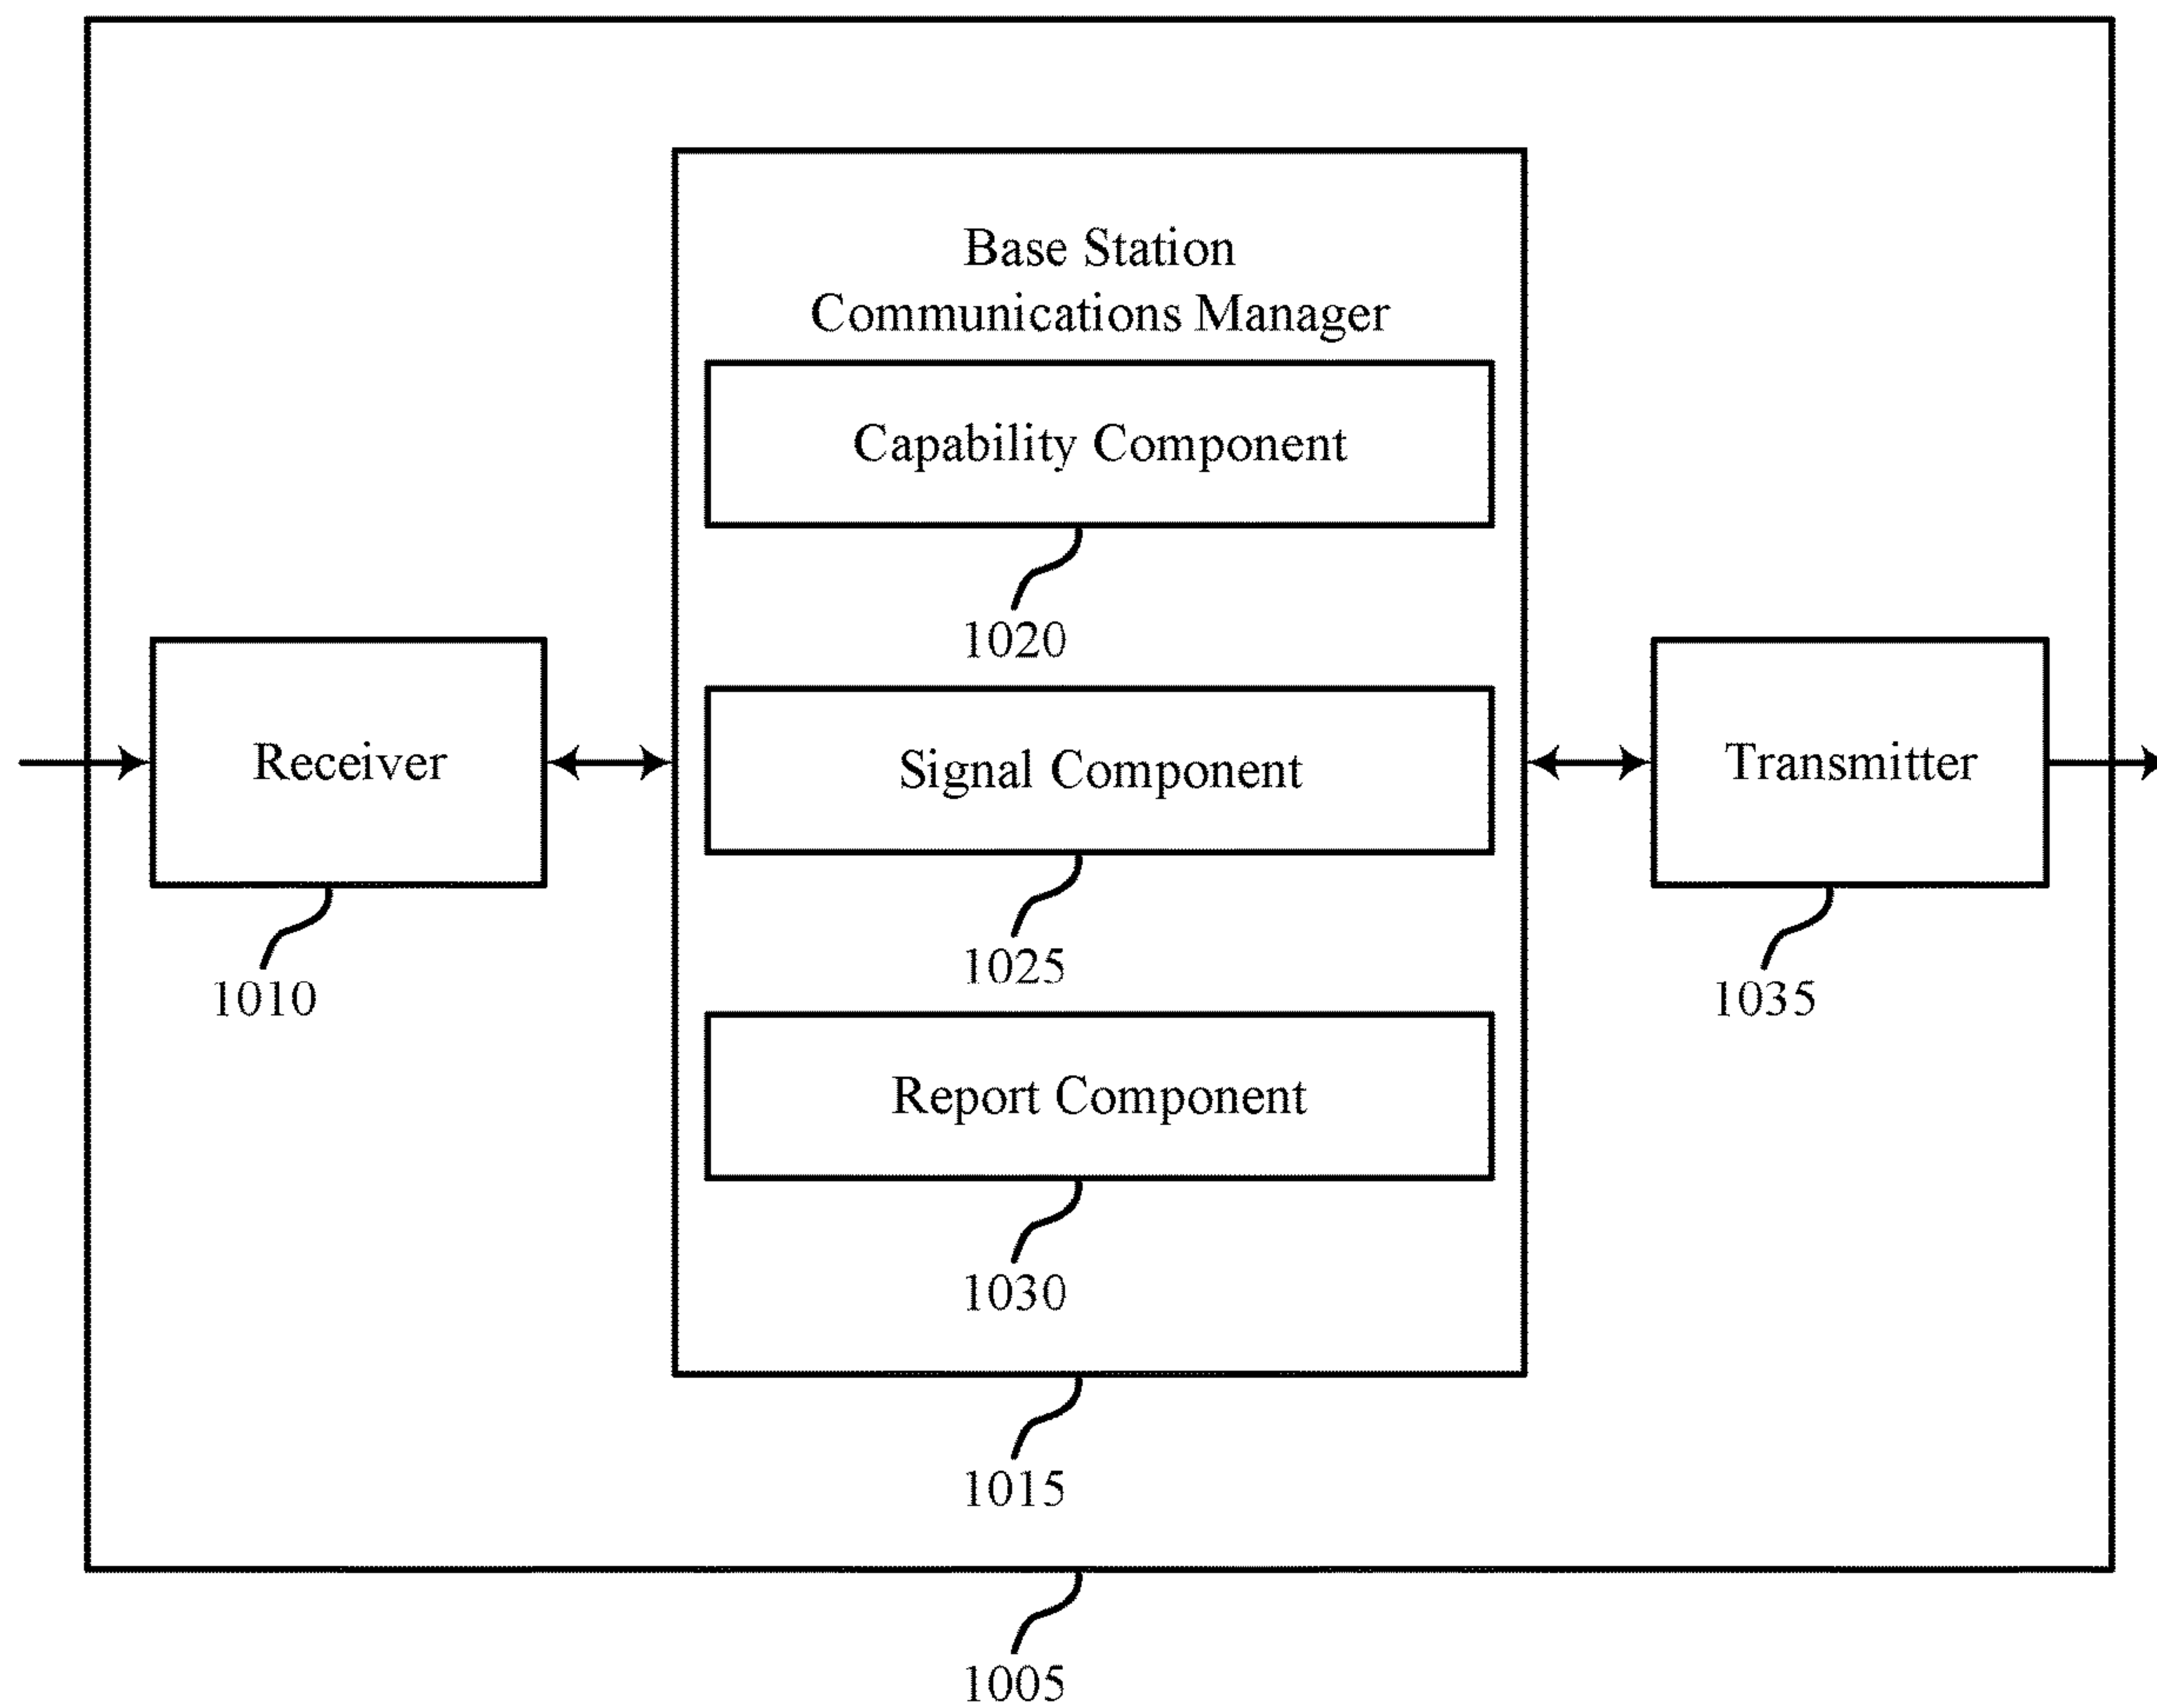 Base Station
Communications Manager
Capability Component
1020
Receiver
Signal Component
Transmitter
1010
1025
1035
Report Component
1030
1015
1005